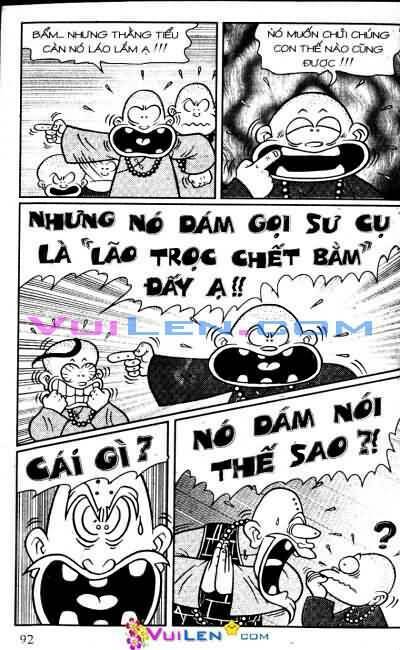 BẨM... NHƯNG THẰNG TIỂU
CẦN NÓ LÁO LẮM Ạ !!!
NÓ MUỐN CHỬI CHÚNG
CON THẾ NÀO CŨNG
ĐƯỢC !!!
NHƯNG NÓ DÁM GỌI SƯ CỤ
LÀ "LÃO TRỌC CHẾT BẰM"
ĐẤY Ạ!!
VUILEN.COM
CÁI GÌ?
NÓ DÁM NÓI
THẾ SAO?!
?
92
VUILEN.COM